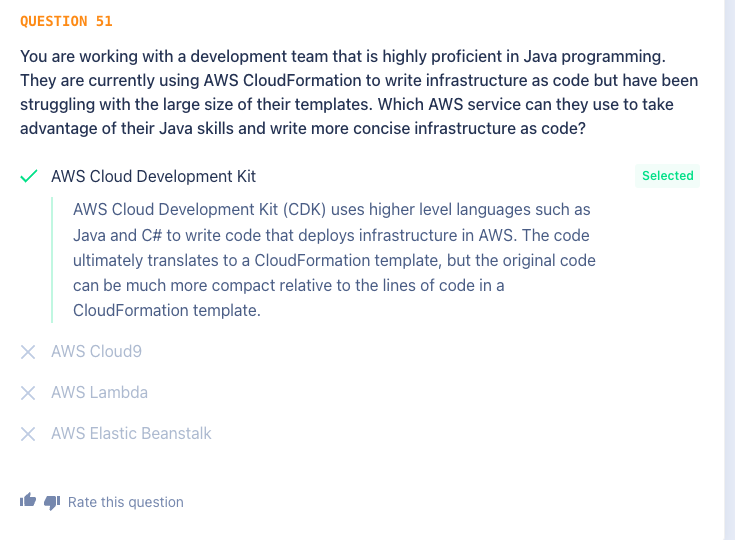 QUESTION 51
You are working with a development team that is highly proficient in Java programming.
They are currently using AWS CloudFormation to write infrastructure as code but have been
struggling with the large size of their templates. Which AWS service can they use to take
advantage of their Java skills and write more concise infrastructure as code?
AWS Cloud Development Kit
Selected
AWS Cloud Development Kit (CDK) uses higher level languages such as
Java and C# to write code that deploys infrastructure in AWS. The code
ultimately translates to a CloudFormation template, but the original code
can be much more compact relative to the lines of code in a
CloudFormation template.
AWS Cloud9
AWS Lambda
AWS Elastic Beanstalk
Rate this question